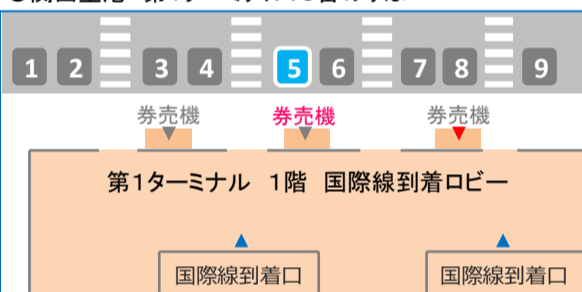 1 2 3 4 5 6 7 8 9
券売機 券売機 券売機
第1ターミナル 1階 国際線到着ロビー
国際線到着口 国際線到着口